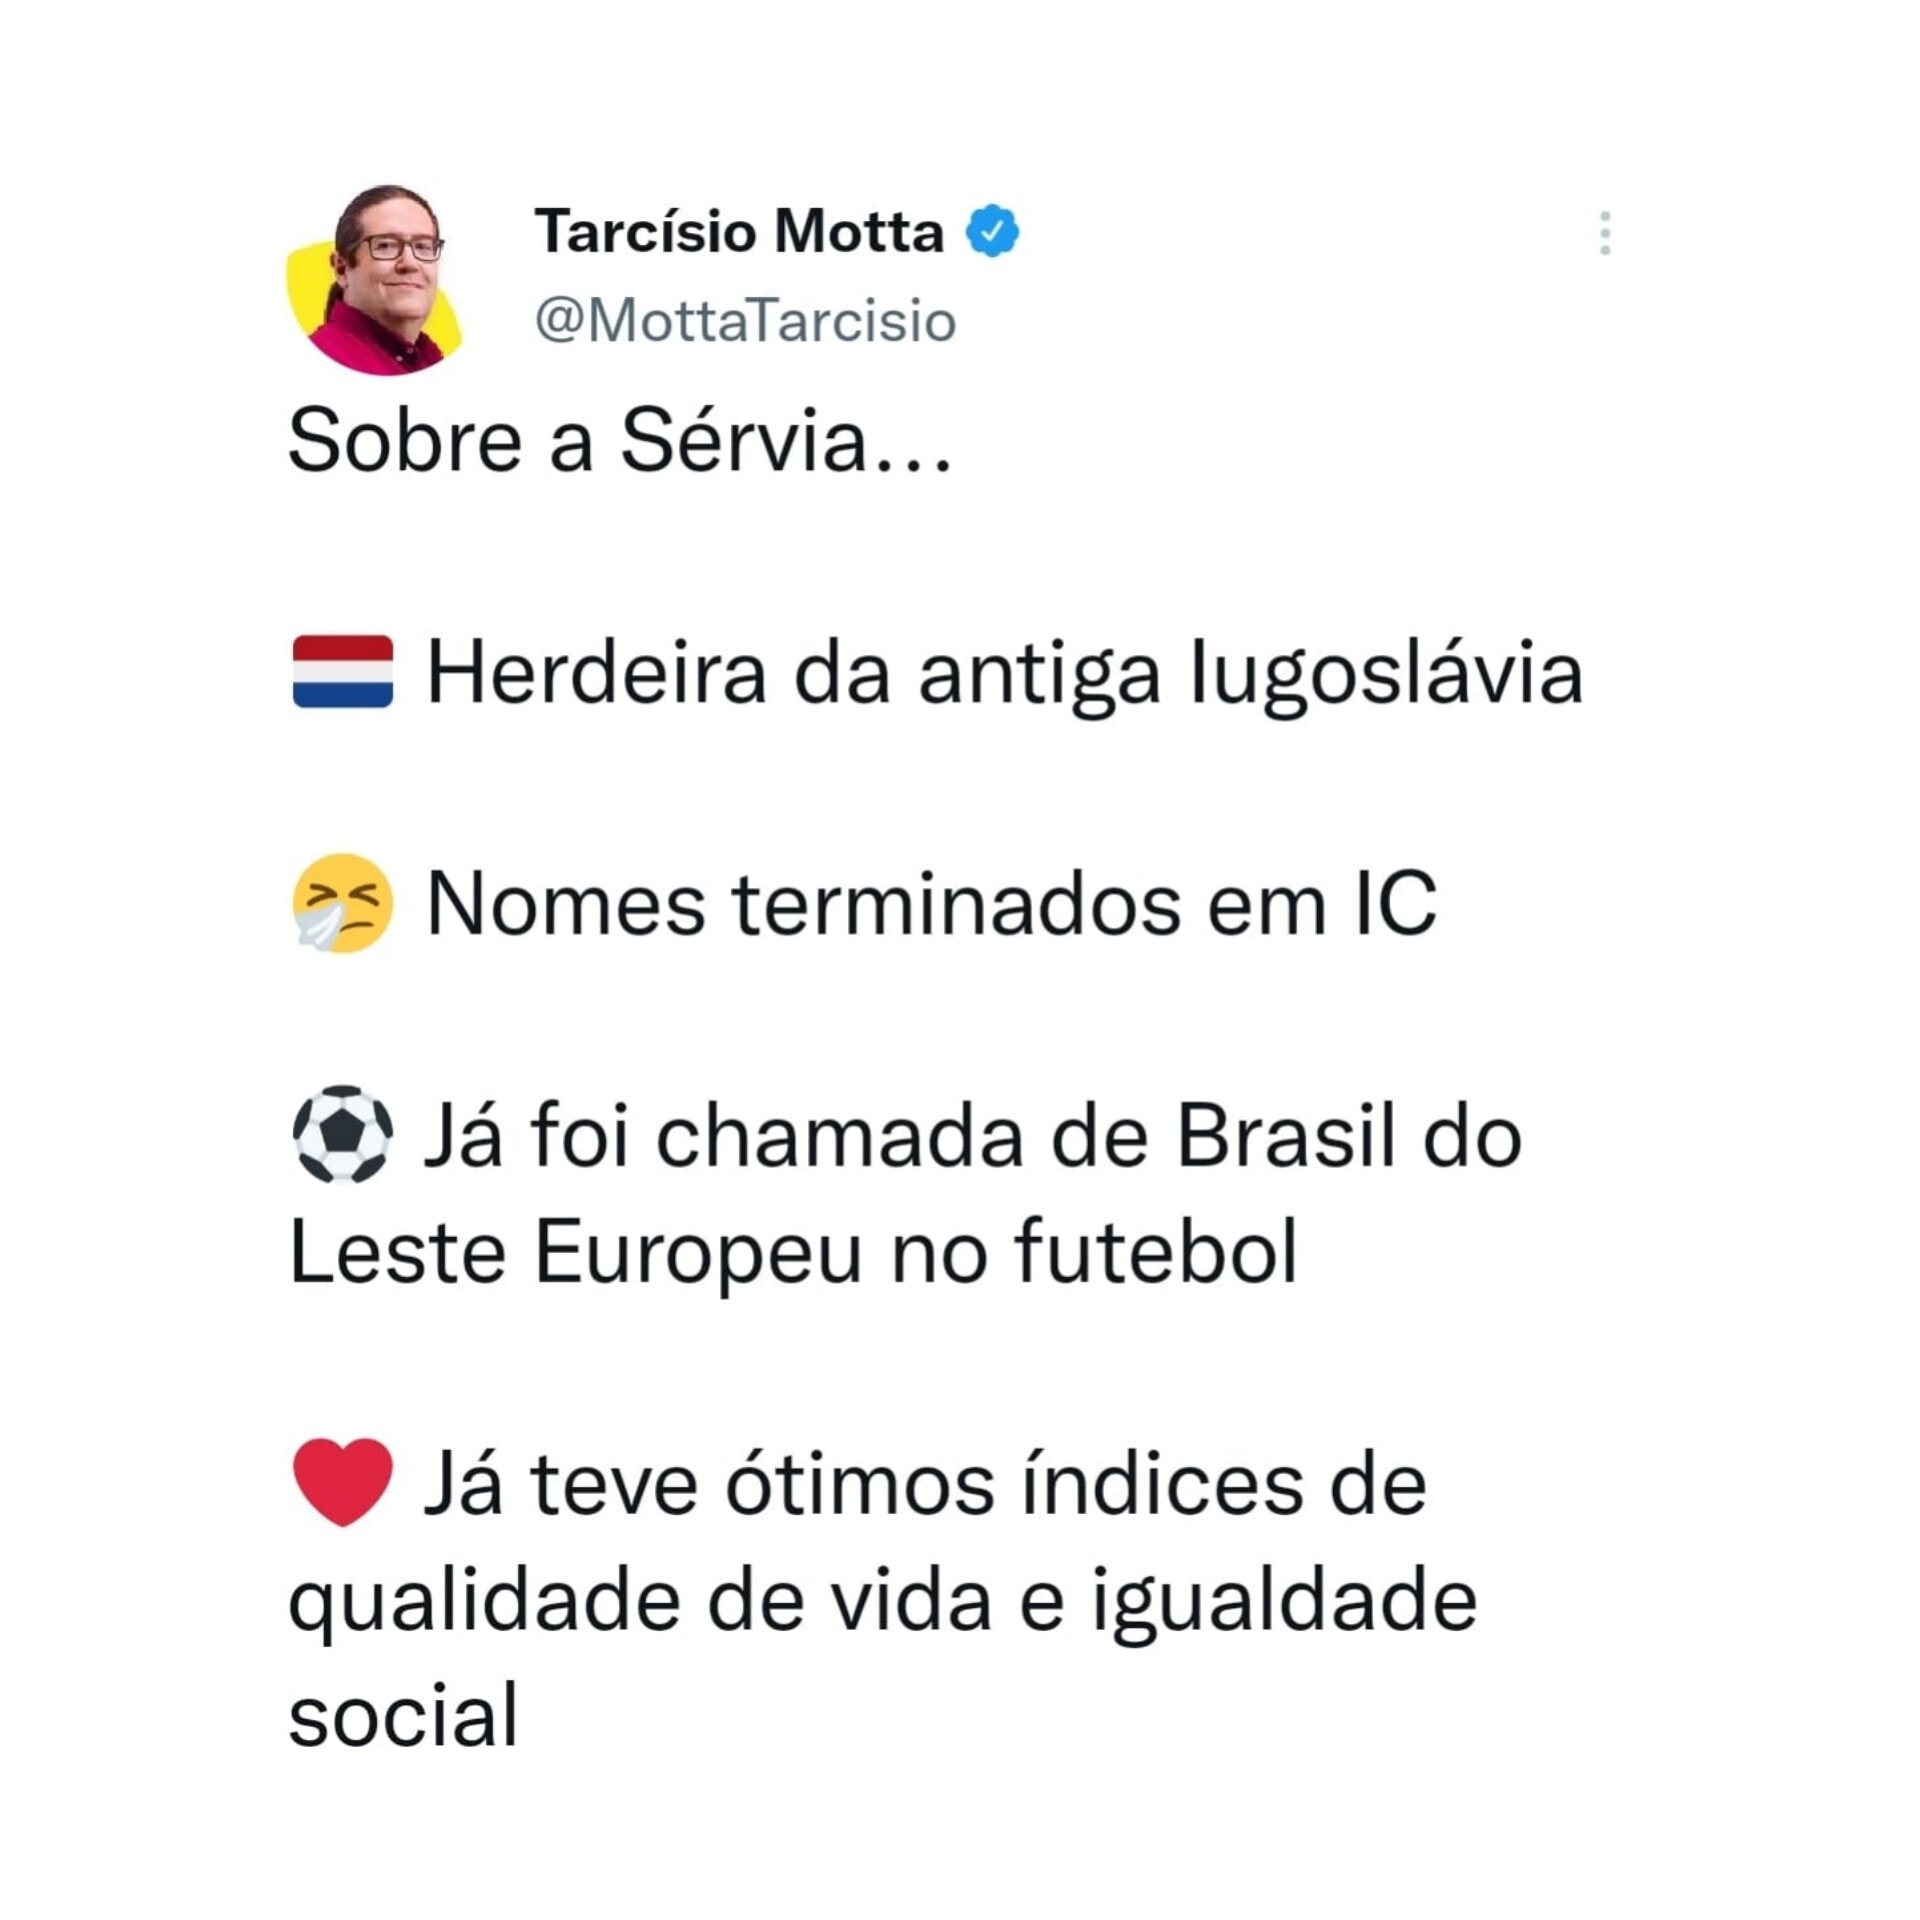 Tarcísio Motta
@MottaTarcisio
Sobre a Sérvia...
Herdeira da antiga Iugoslávia
Nomes terminados em IC
Já foi chamada de Brasil do
Leste Europeu no futebol
Já teve ótimos índices de
qualidade de vida e igualdade
social